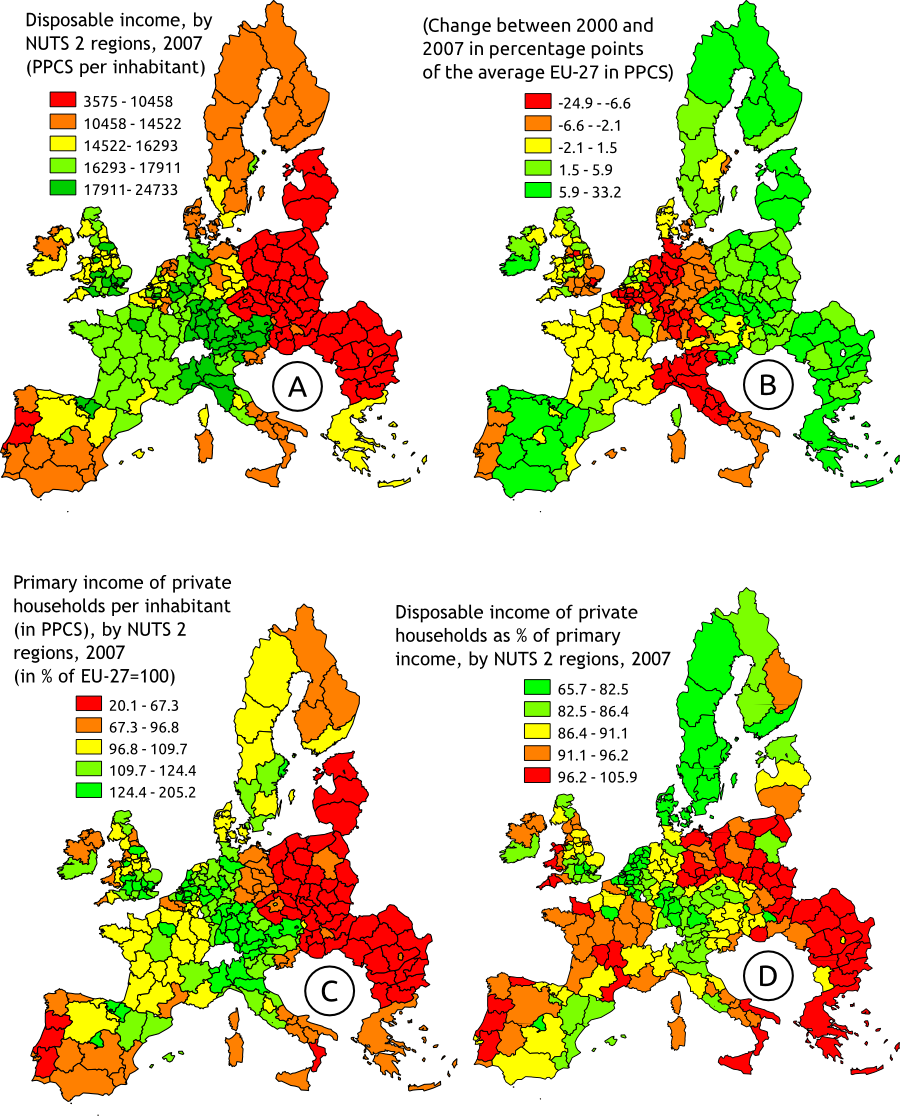 Disposable income, by
NUTS 2 regions, 2007
(PPCS per inhabitant)
3575 - 10458
10458 - 14522
14522- 16293
16293 - 17911
17911- 24733
A
(Change between 2000 and
2007 in percentage points
of the average EU-27 in PPCS)
-24.9 - -6.6
-6.6 - -2.1
-2.1 - 1.5
1.5 - 5.9
5.9 - 33.2
B
Primary income of private
households per inhabitant
(in PPCS), by NUTS 2
regions, 2007
(in % of EU-27=100)
20.1 - 67.3
67.3 - 96.8
96.8 - 109.7
109.7 - 124.4
124.4 - 205.2
C
Disposable income of private
households as % of primary
income, by NUTS 2 regions, 2007
65.7 - 82.5
82.5 - 86.4
86.4 - 91.1
91.1 - 96.2
96.2 - 105.9
D